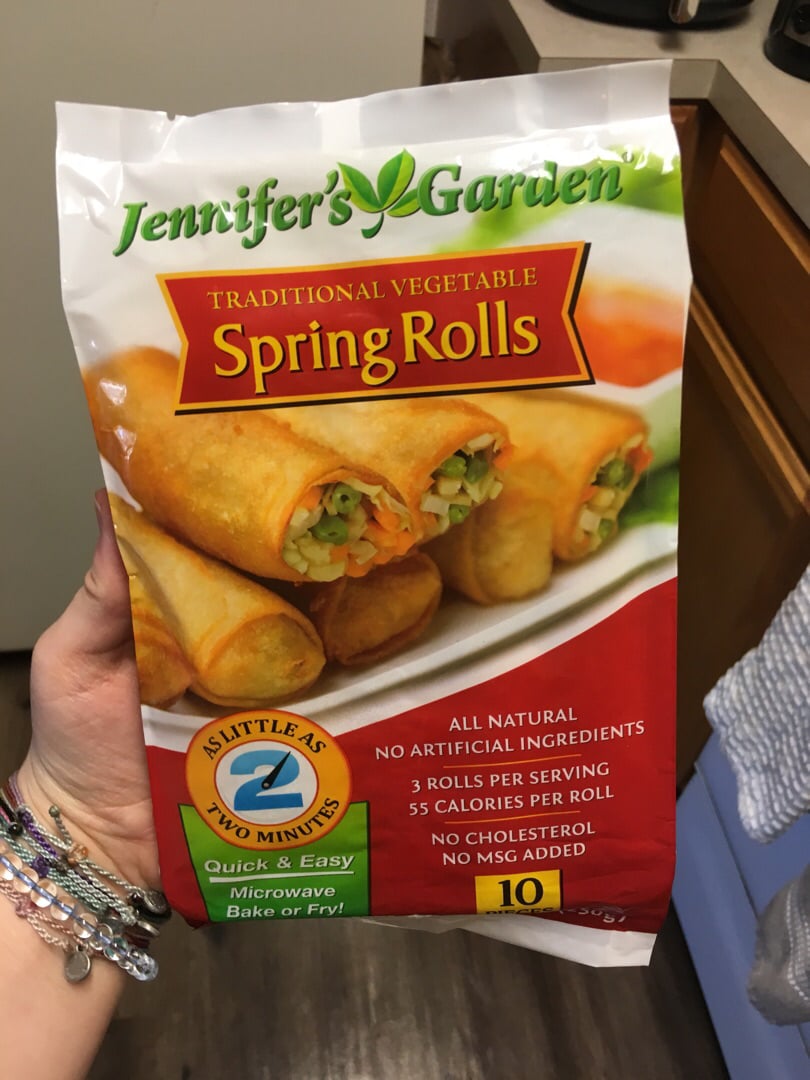 Jennifer's Garden
TRADITIONAL VEGETABLE
Spring Rolls
AS LITTLE AS
2
TWO MINUTES
Quick & Easy
Microwave
Bake or Fry!
ALL NATURAL
NO ARTIFICIAL INGREDIENTS
3 ROLLS PER SERVING
55 CALORIES PER ROLL
NO CHOLESTEROL
NO MSG ADDED
10
PIECES